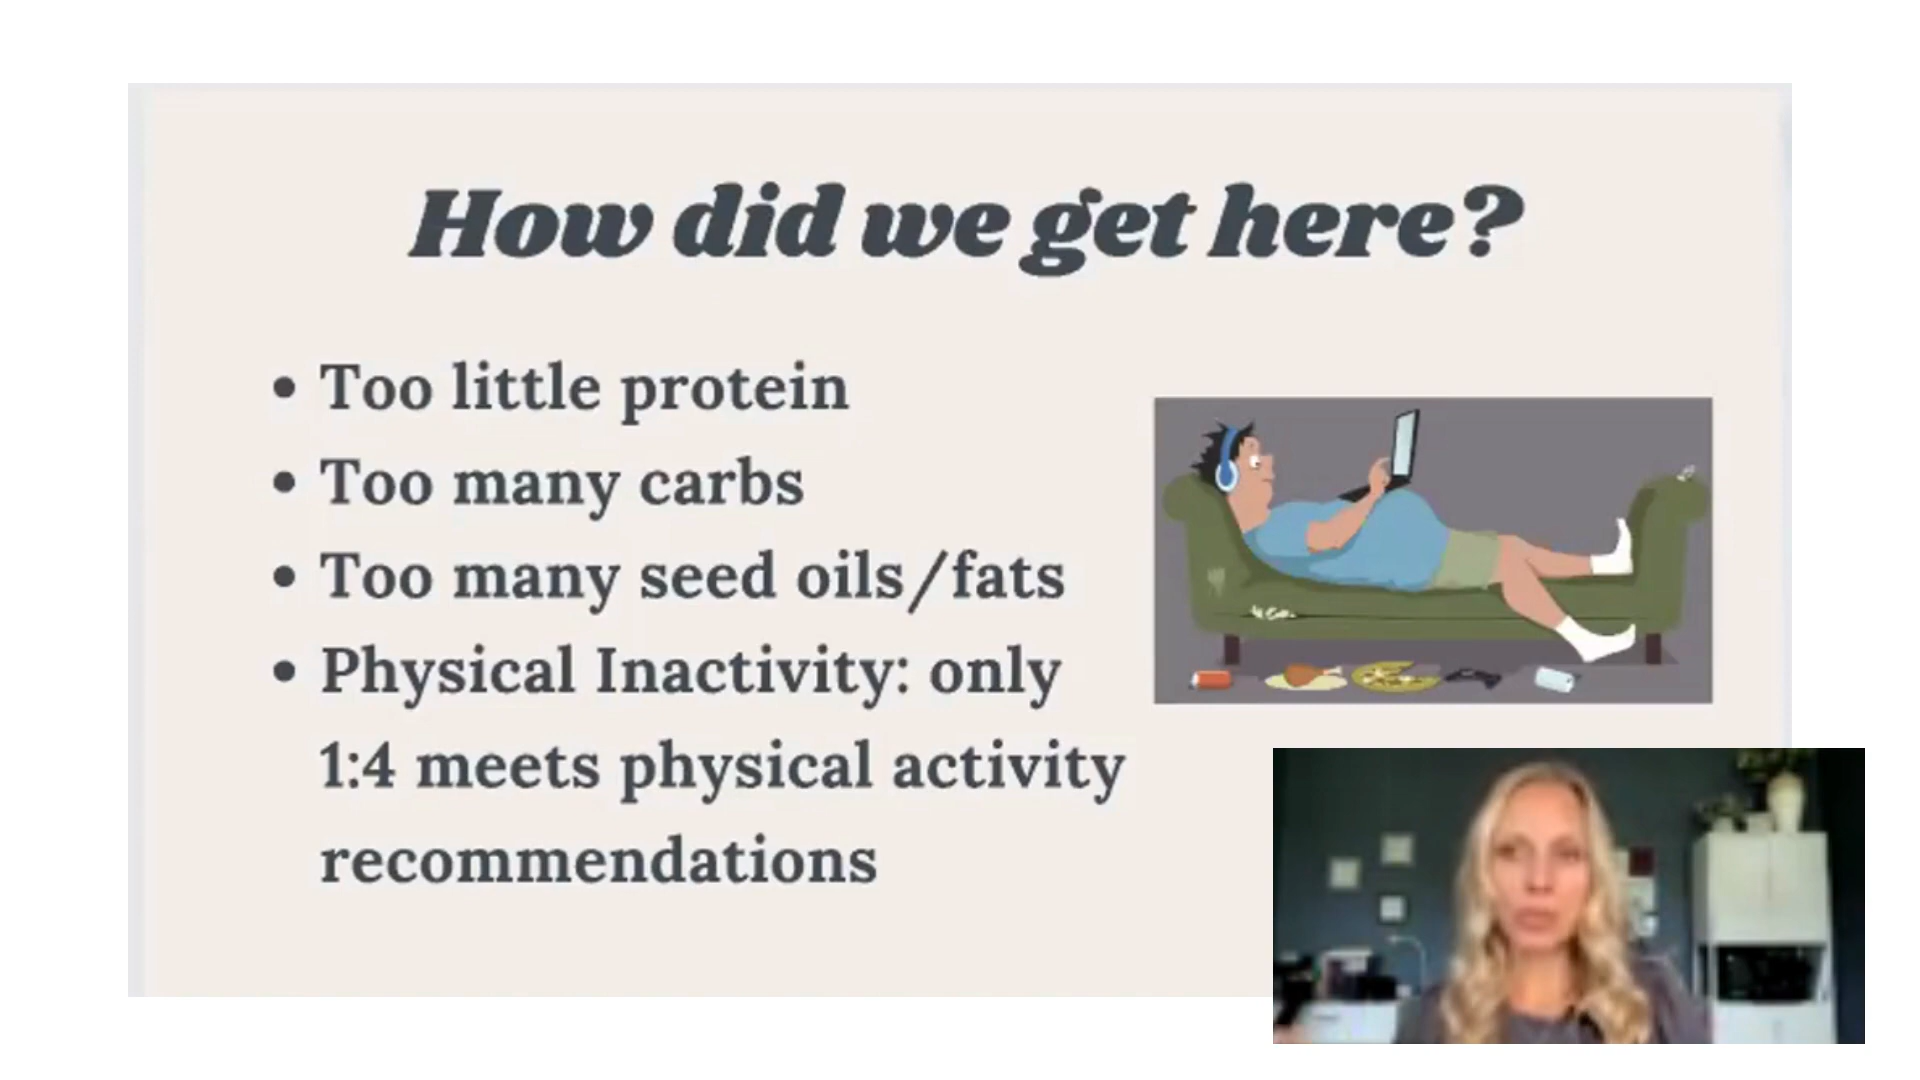 How did we get here?
• Too little protein
• Too many carbs
• Too many seed oils/fats
• Physical Inactivity: only
1:4 meets physical activity
recommendations